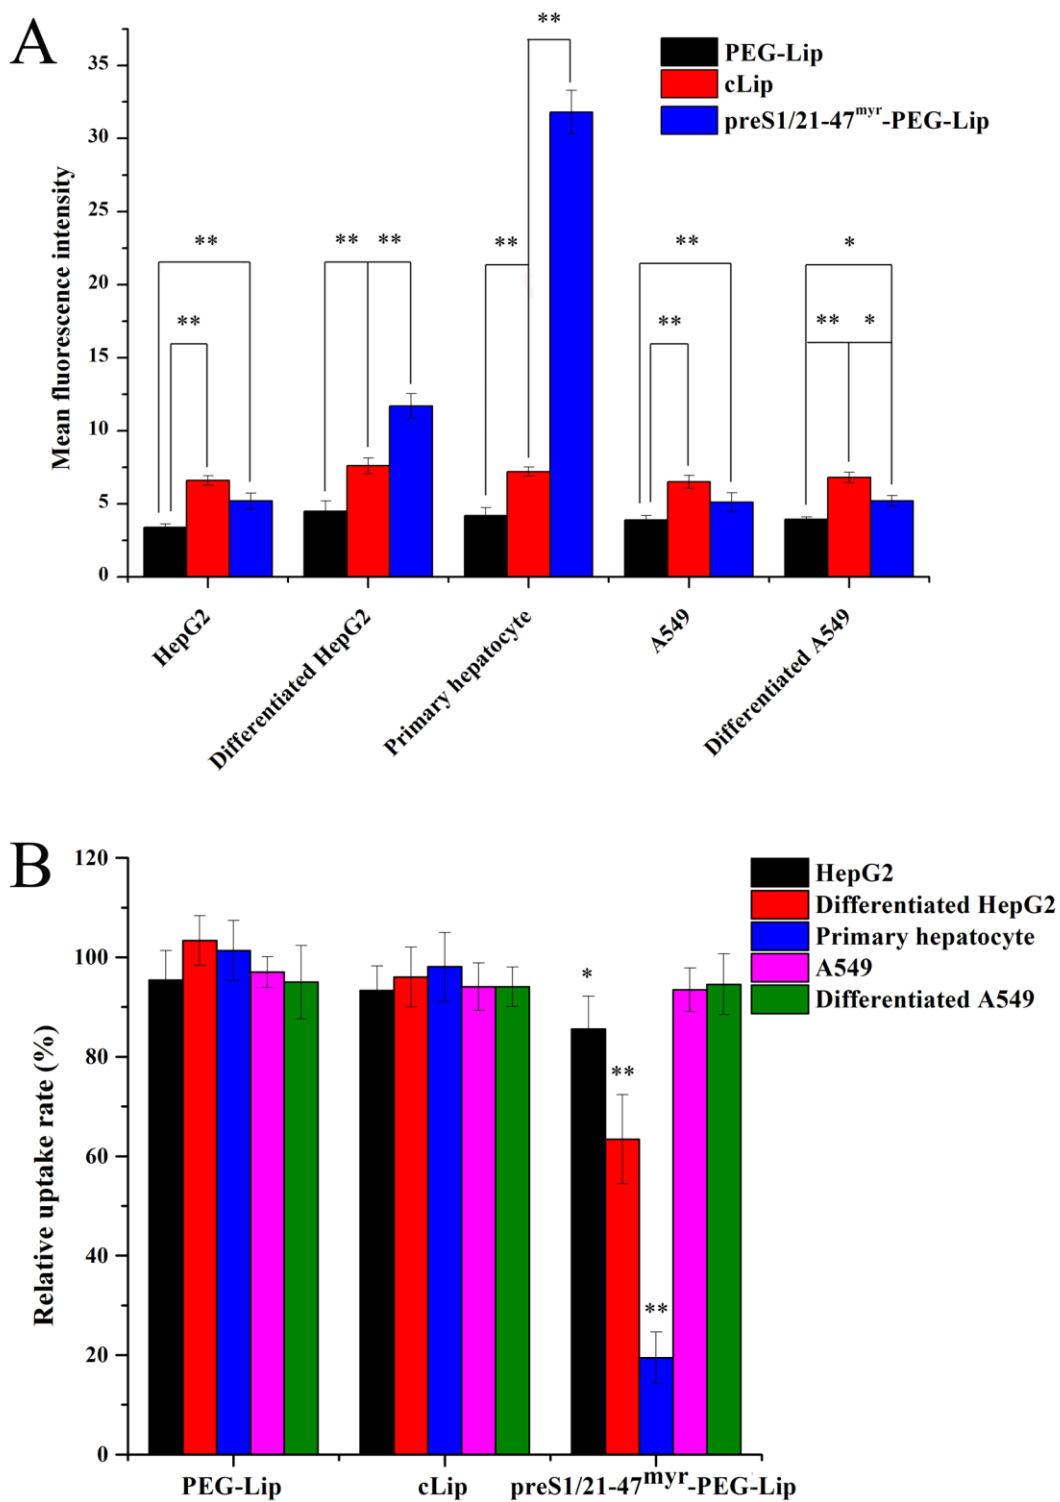 A
PEG-Lip
cLip
preS1/21-47myr-PEG-Lip
Mean fluorescence intensity
35
30
25
20
15
10
5
0
**
** ** ** ** ** *
** ** ** *
HepG2
Differentiated HepG2
Primary hepatocyte
A549
Differentiated A549
B
HepG2
Differentiated HepG2
Primary hepatocyte
A549
Differentiated A549
Relative uptake rate (%)
120
100
80
60
40
20
0
*
**
**
PEG-Lip
cLip
preS1/21-47myr-PEG-Lip